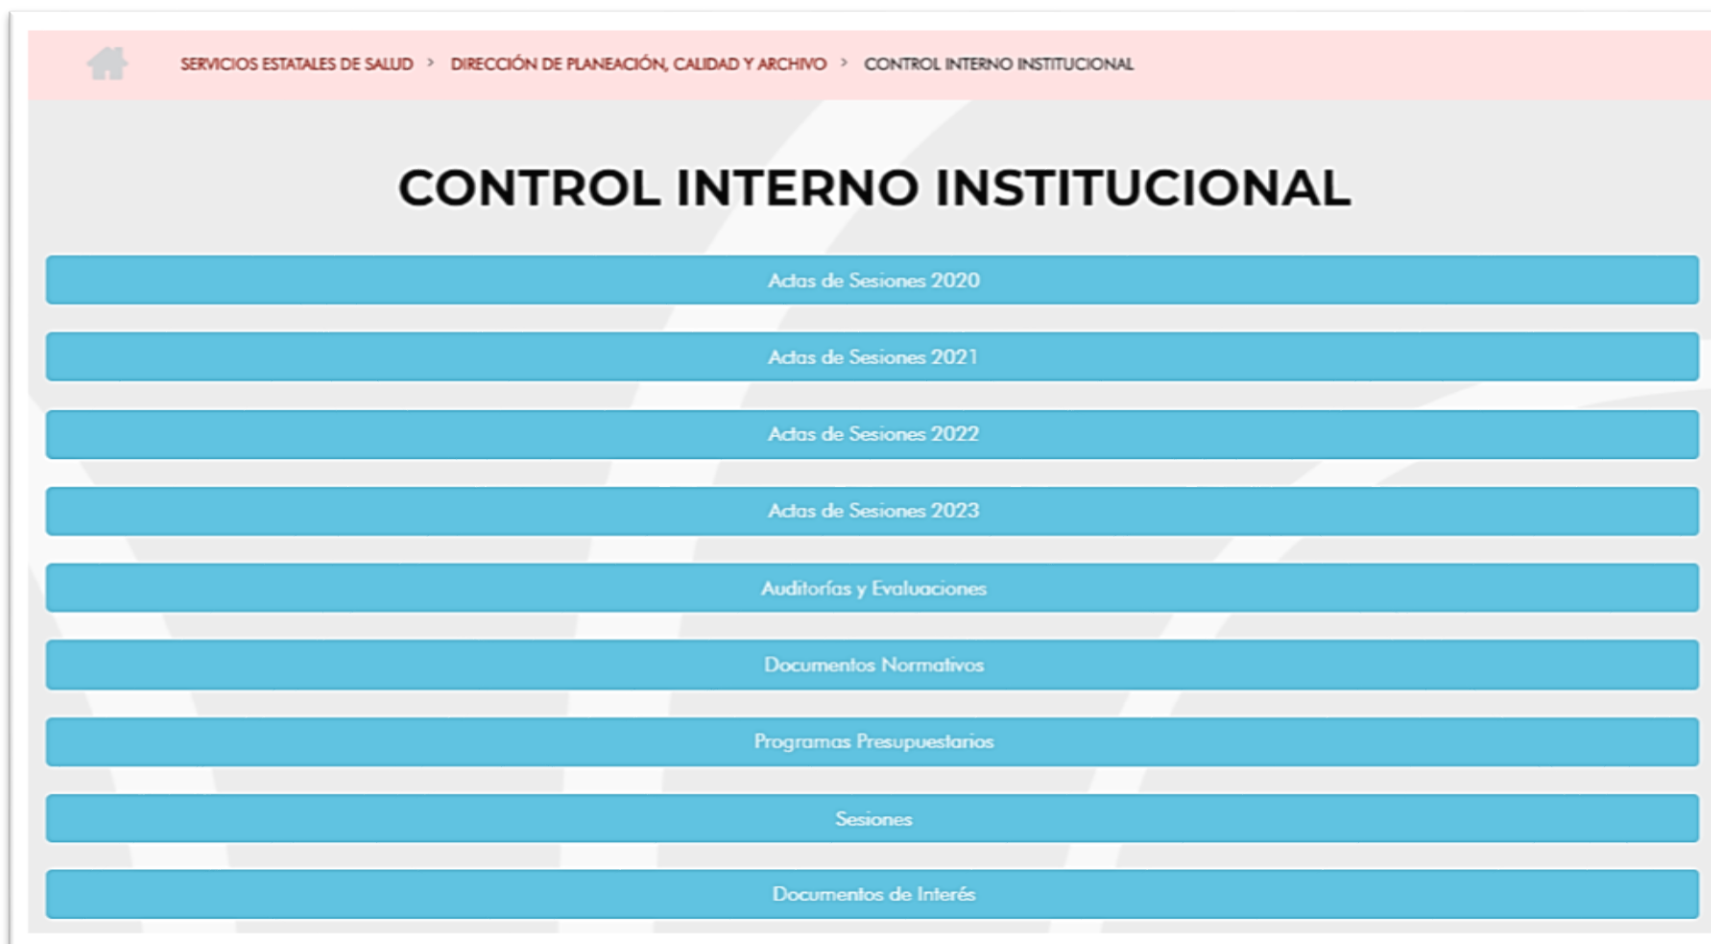 SERVICIOS ESTATALES DE SALUD > DIRECCIÓN DE PLANEACIÓN, CALIDAD Y ARCHIVO > CONTROL INTERNO INSTITUCIONAL
CONTROL INTERNO INSTITUCIONAL
Actas de Sesiones 2020
Actas de Sesiones 2021
Actas de Sesiones 2022
Actas de Sesiones 2023
Auditorías y Evaluaciones
Documentos Normativos
Programas Presupuestarios
Sesiones
Documentos de Interés